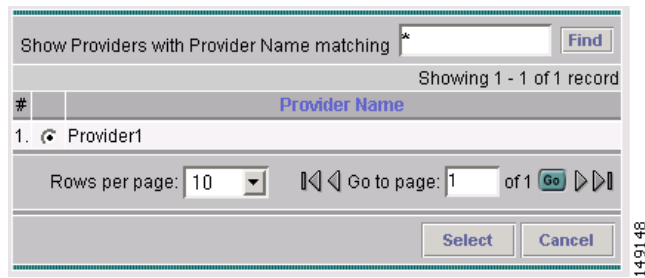 Show Providers with Provider Name matching * Find
Showing 1 - 1 of 1 record
# Provider Name
1. Provider1
Rows per page: 10 Go to page: 1 of 1 Go
Select Cancel
149148